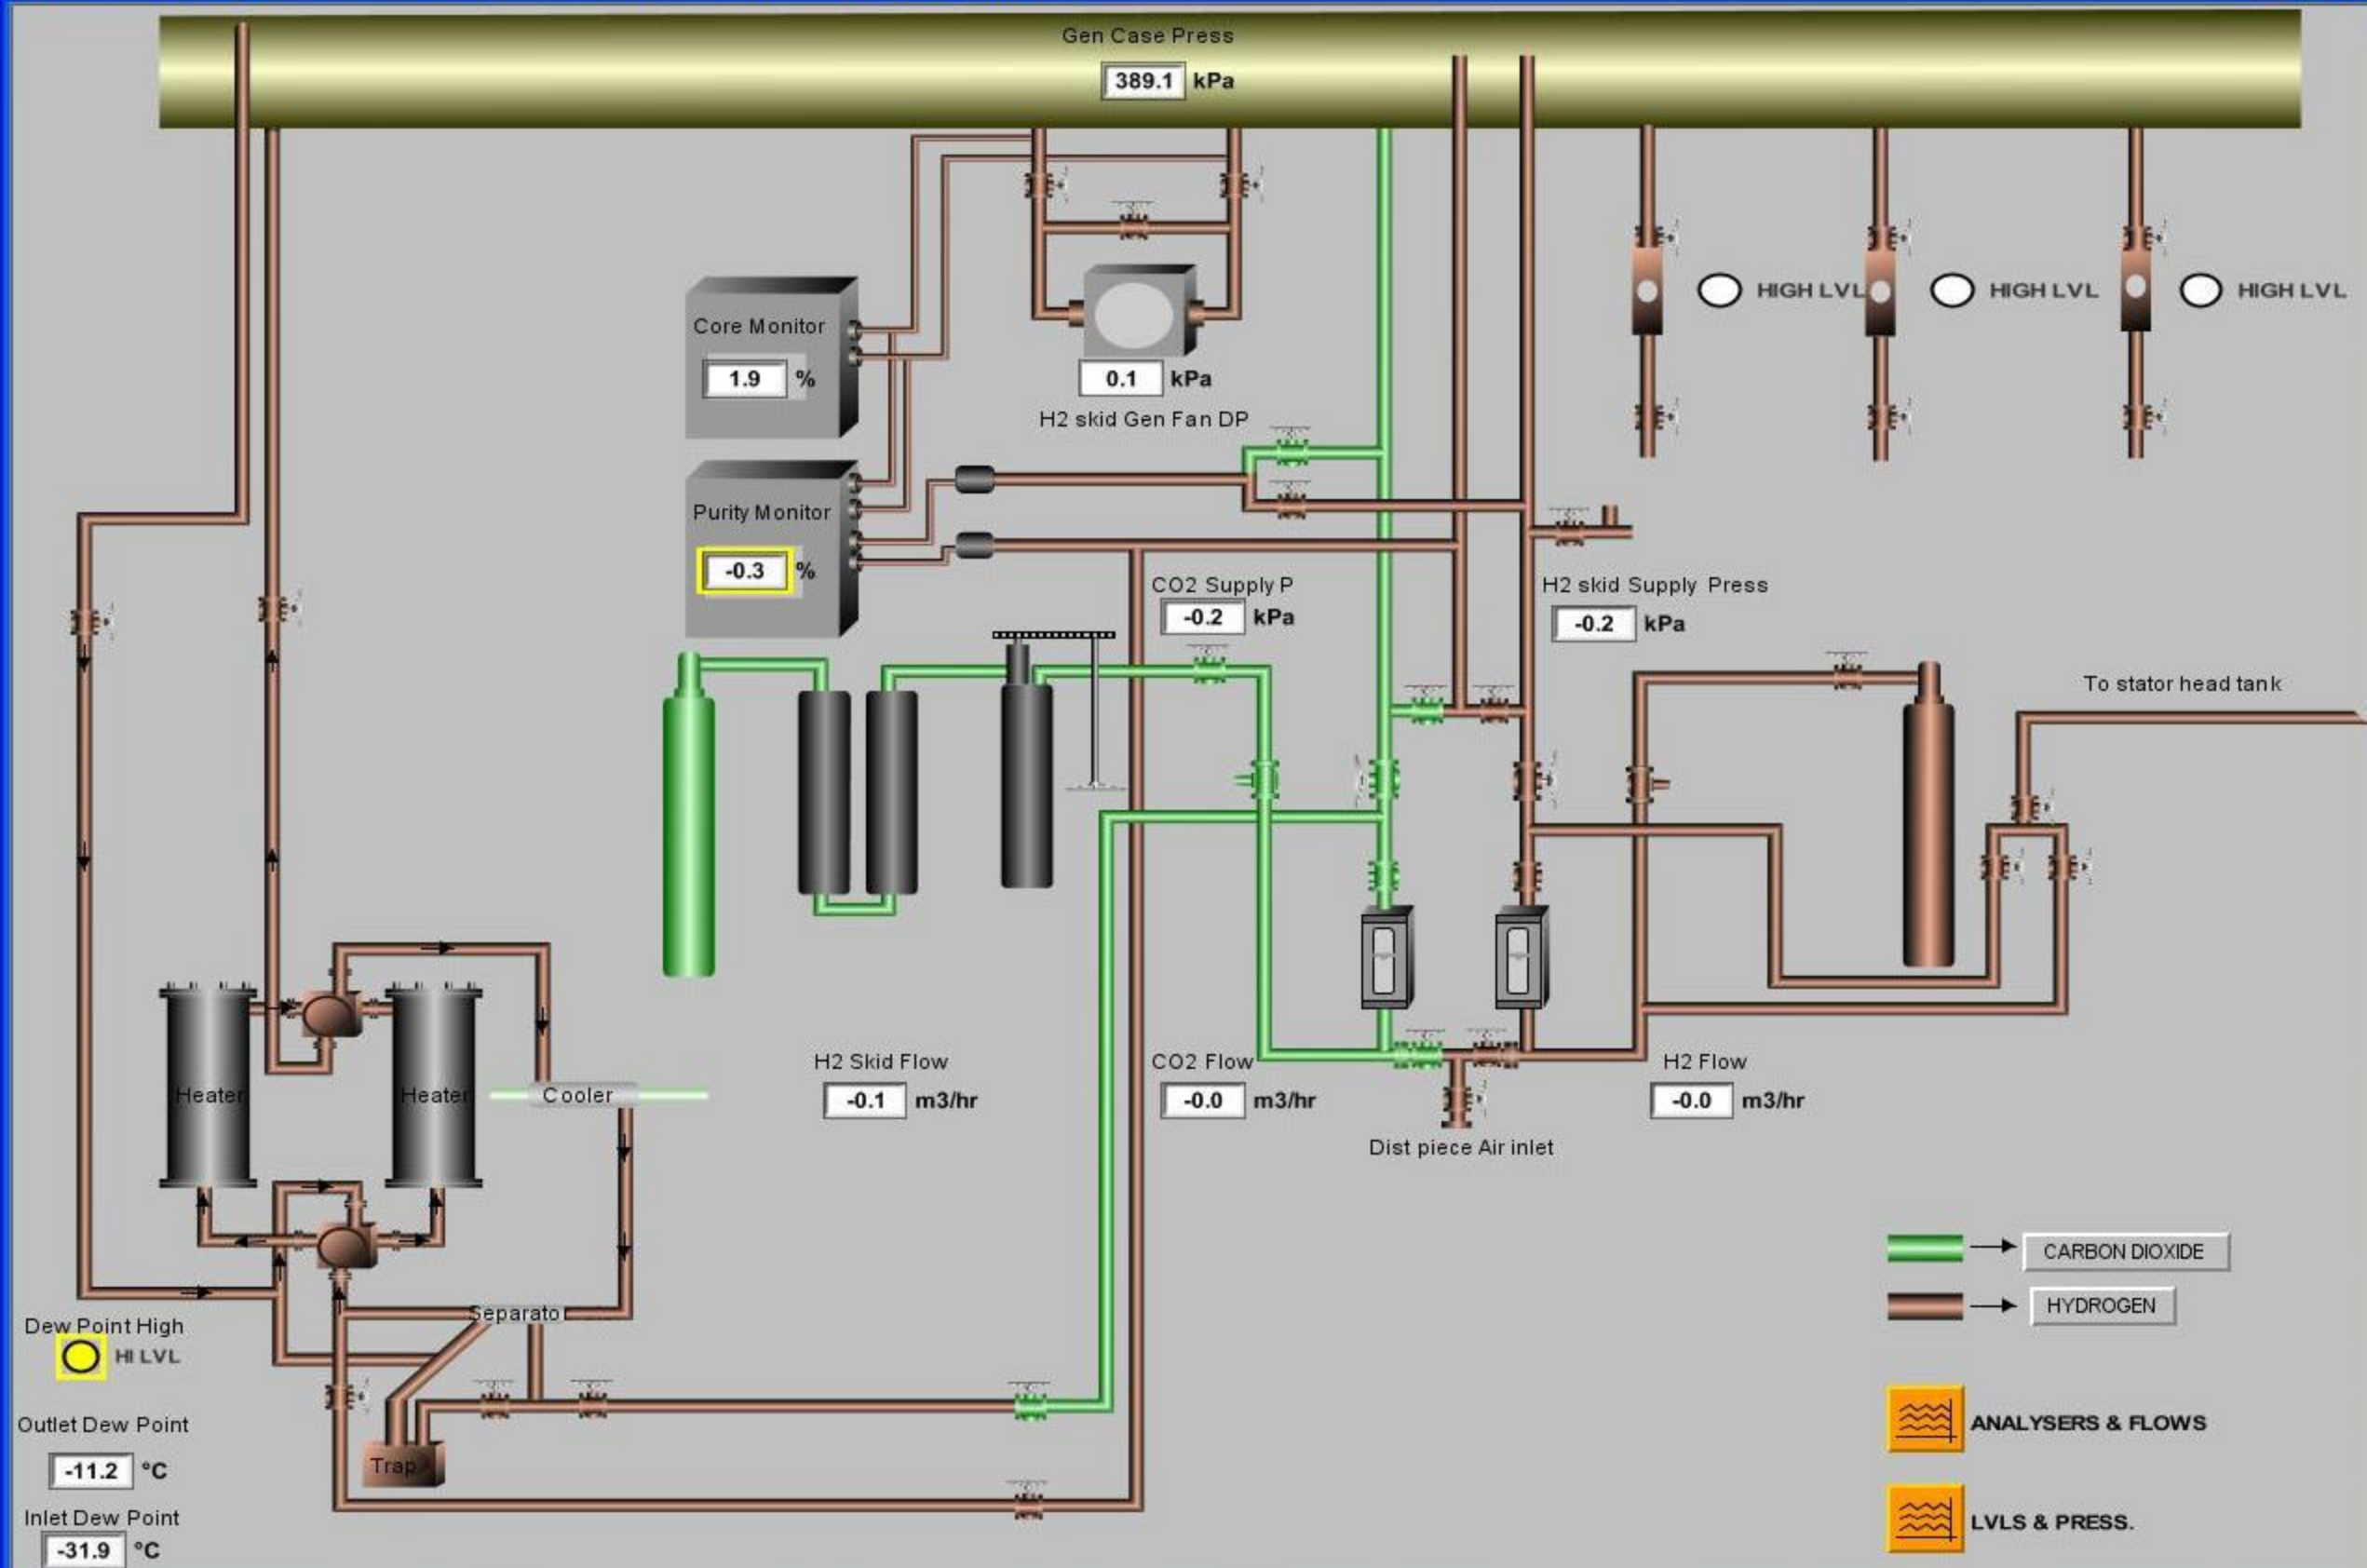 Gen Case Press
389.1 kPa
HIGH LVL
HIGH LVL
HIGH LVL
Core Monitor
1.9 %
0.1 kPa
H2 skid Gen Fan DP
Purity Monitor
-0.3 %
CO2 Supply P
-0.2 kPa
H2 skid Supply Press
-0.2 kPa
To stator head tank
Heater
Heater
Cooler
H2 Skid Flow
-0.1 m3/hr
CO2 Flow
-0.0 m3/hr
H2 Flow
-0.0 m3/hr
Dist piece Air inlet
CARBON DIOXIDE
HYDROGEN
Separato
Dew Point High
HI LVL
Outlet Dew Point
-11.2 °C
Trap
Inlet Dew Point
-31.9 °C
ANALYSERS & FLOWS
LVLS & PRESS.